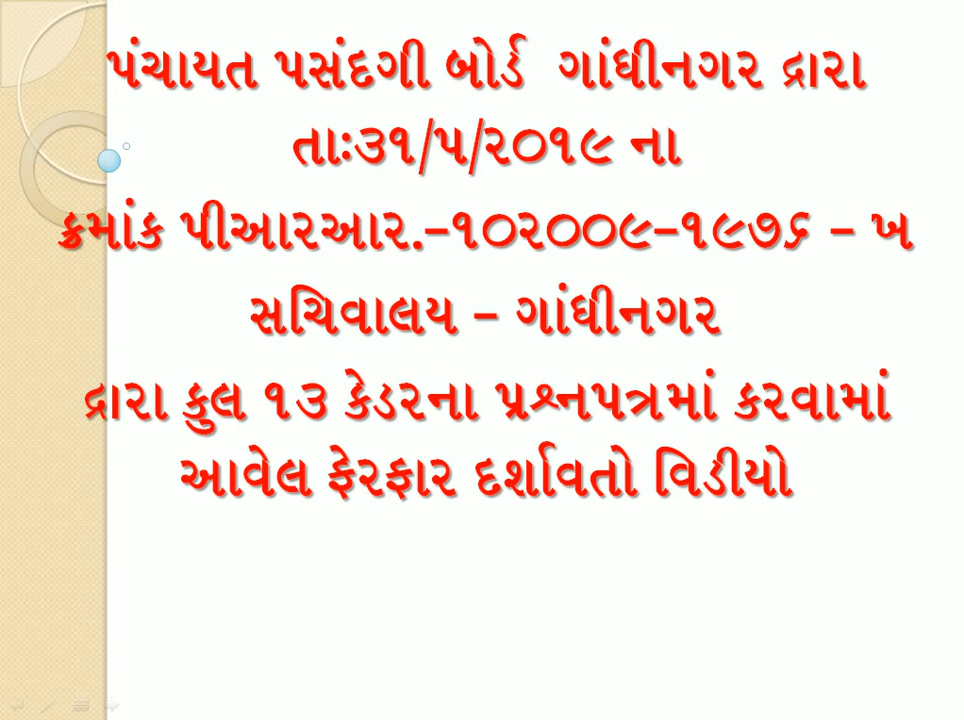 પંચાયત પસંદગી બોર્ડ ગાંધીનગર દ્રારા
તાઃ૩૧/૫/૨૦૧૯ ના
ક્રમાંક પીઆરઆર.-૧૦૨૦૦૯-૧૯૭૬ - ખ
સચિવાલય - ગાંધીનગર
દ્રારા કુલ ૧૩ કેડરના પ્રશ્નપત્રમાં કરવામાં
આવેલ ફેરફાર દર્શાવતો વિડીયો